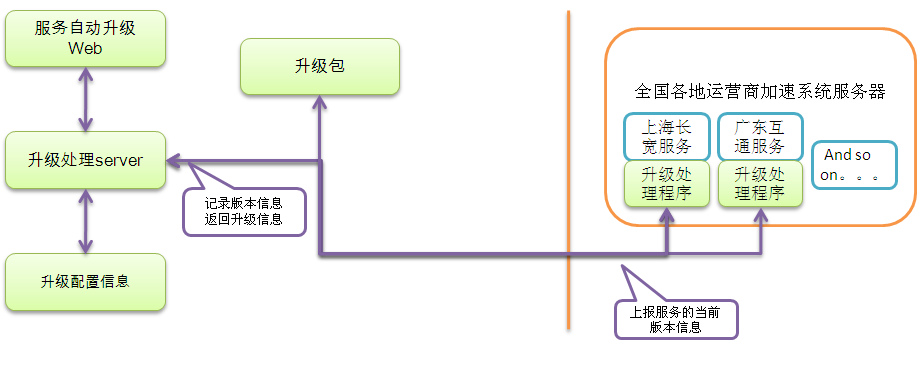 服务自动升级
Web
升级包
升级处理server
记录版本信息
返回升级信息
升级配置信息
全国各地运营商加速系统服务器
上海长
宽服务
升级处
理程序
广东互
通服务
升级处
理程序
And so
on。。。
上报服务的当前
版本信息